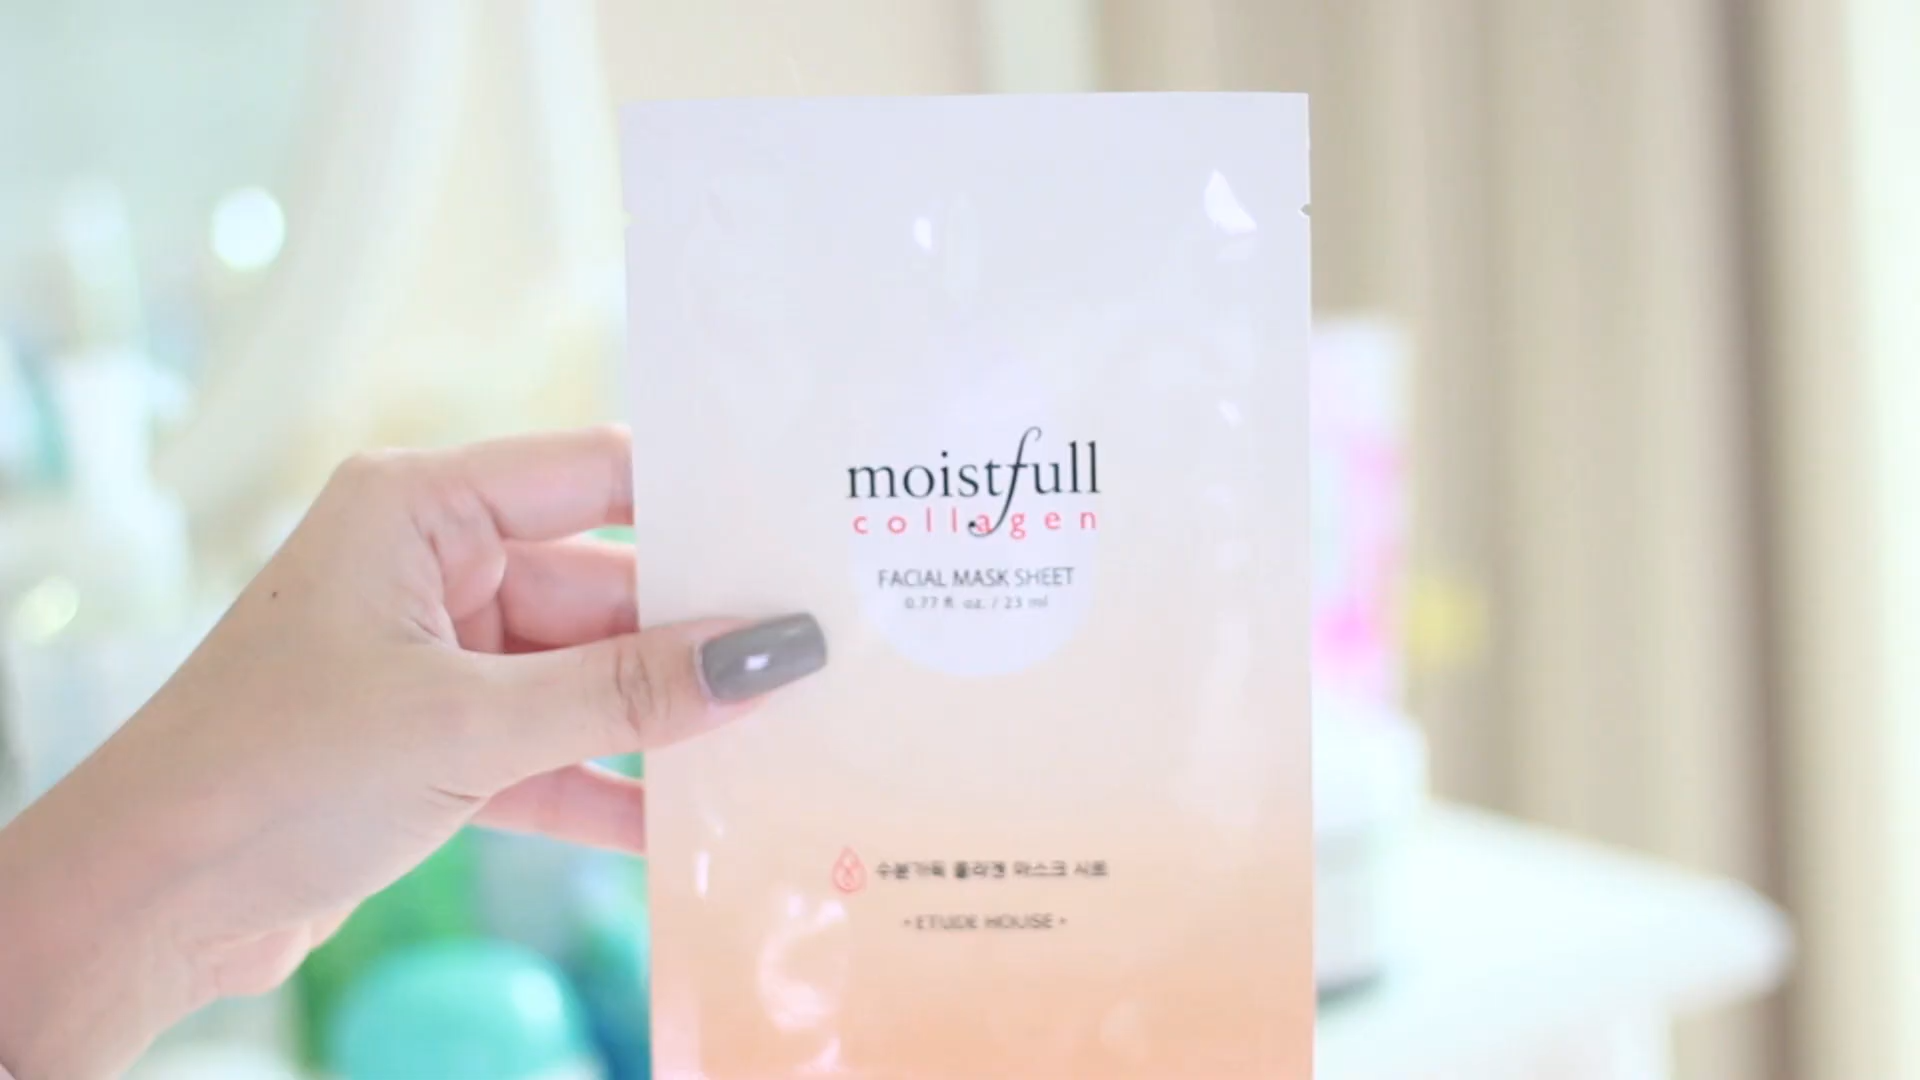 moistfull
collagen
FACIAL MASK SHEET
0.77 fl. oz. / 23 ml
수분가득 콜라겐 마스크 시트
• ETUDE HOUSE •